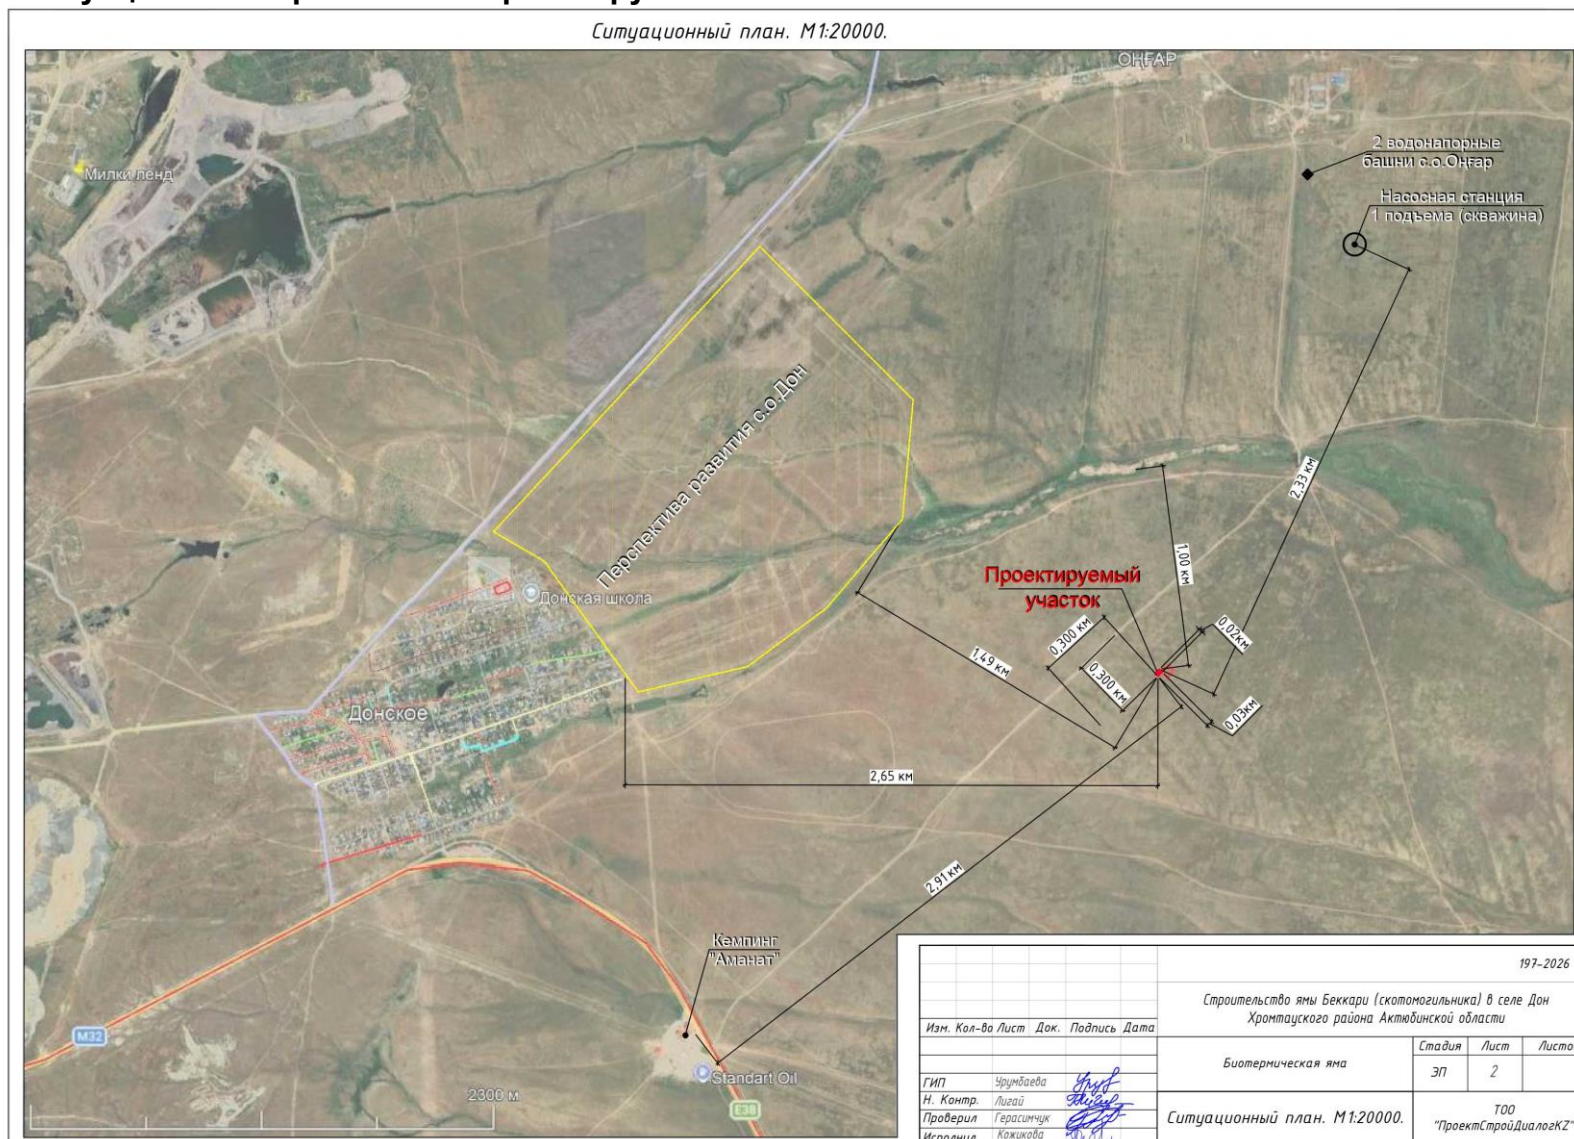 Ситуационный план. М1:20000.
ОҢҒАР
2 водонапорные
башни с.о.Оңғар
Милки ленд
Насосная станция
1 подъема (скважина)
Перспектива развития с.о.Дон
2,33 км
1,00 км
Проектируемый
участок
Донская школа
0,300 км
0,02км
1,49 км
0,300 км
0,03км
Донское
2,65 км
2,91 км
Кемпинг
"Аманат"
М32
Standart Oil
2300 м
E38
197-2026
Строительство ямы Беккари (скотомогильника) в селе Дон
Хромтауского района Актюбинской области
Изм. Кол-во Лист Док. Подпись Дата
Биотермическая яма
Стадия Лист
ЭП 2
ГИП Урумбаева
Н. Контр. Лигай
Проверил Герасимчук
Исполнил Кожикова
Ситуационный план. М1:20000.
ТОО
"ПроектСтройДиалогKZ"